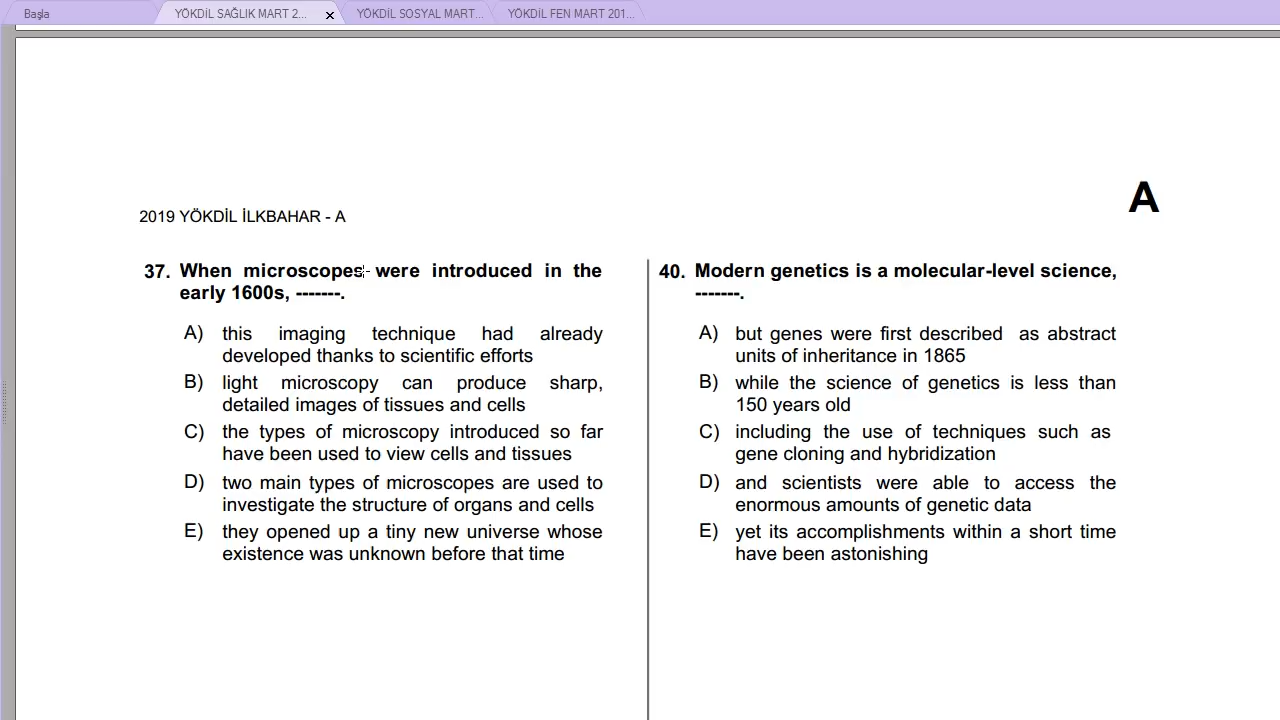 Başla
YÖKDİL SAĞLIK MART 2...
YÖKDİL SOSYAL MART...
YÖKDİL FEN MART 201...
A
2019 YÖKDİL İLKBAHAR - A
37. When microscopes were introduced in the
early 1600s, -------.
A) this imaging technique had already
developed thanks to scientific efforts
B) light microscopy can produce sharp,
detailed images of tissues and cells
C) the types of microscopy introduced so far
have been used to view cells and tissues
D) two main types of microscopes are used to
investigate the structure of organs and cells
E) they opened up a tiny new universe whose
existence was unknown before that time
40. Modern genetics is a molecular-level science,
-------.
A) but genes were first described as abstract
units of inheritance in 1865
B) while the science of genetics is less than
150 years old
C) including the use of techniques such as
gene cloning and hybridization
D) and scientists were able to access the
enormous amounts of genetic data
E) yet its accomplishments within a short time
have been astonishing